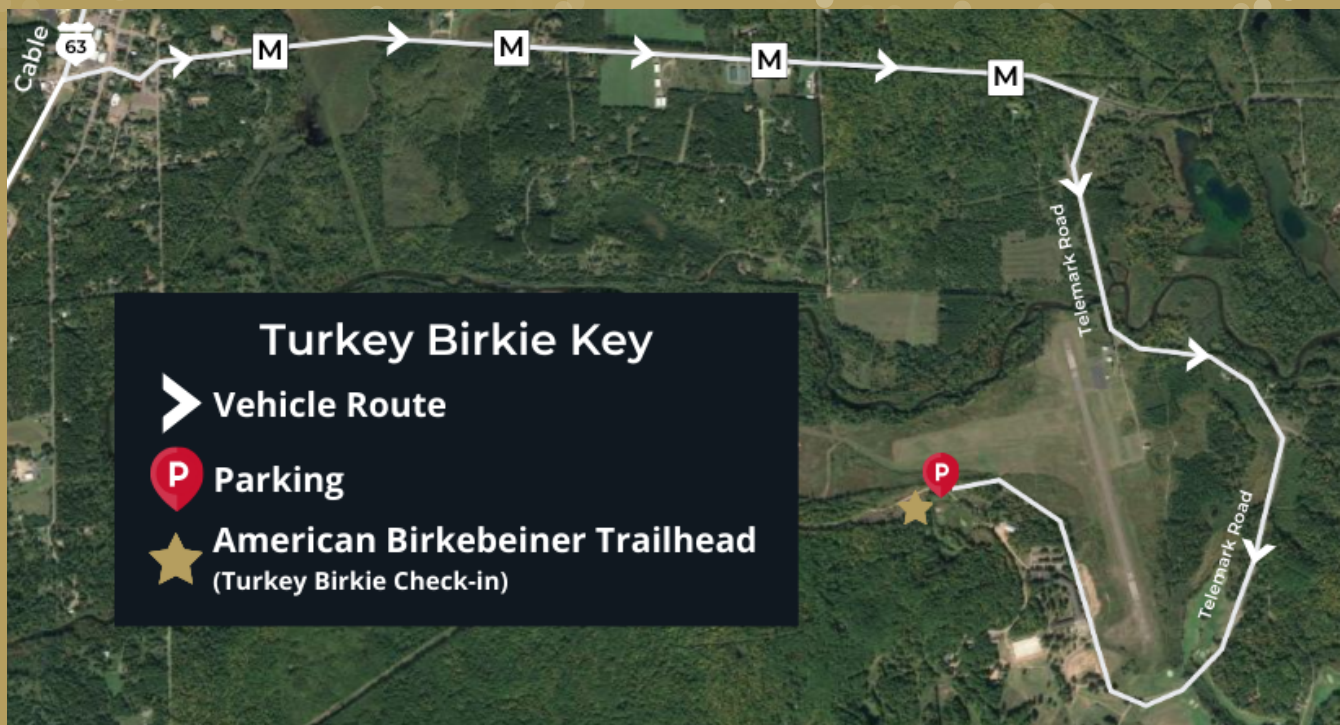 Cable
63
M
M
M
M
Telemark Road
Turkey Birkie Key
Vehicle Route
P
Parking
American Birkebeiner Trailhead
(Turkey Birkie Check-in)
P
Telemark Road